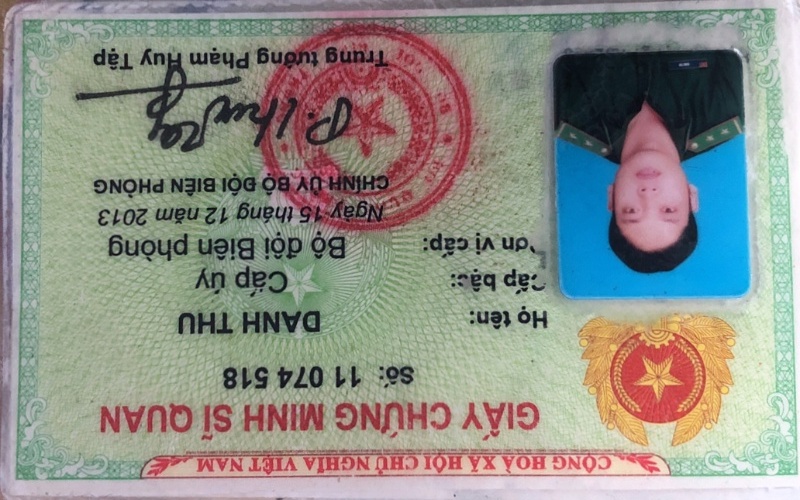 CỘNG HOÀ XÃ HỘI CHỦ NGHĨA VIỆT NAM
GIẤY CHỨNG MINH SĨ QUAN
Số: 11 074 518
Họ tên: DANH THU
Cấp bậc: Cấp úy
Đơn vị cấp: Bộ đội Biên phòng
Ngày 15 tháng 12 năm 2013
CHÍNH ỦY BỘ ĐỘI BIÊN PHÒNG
Trung tướng Phạm Huy Tập